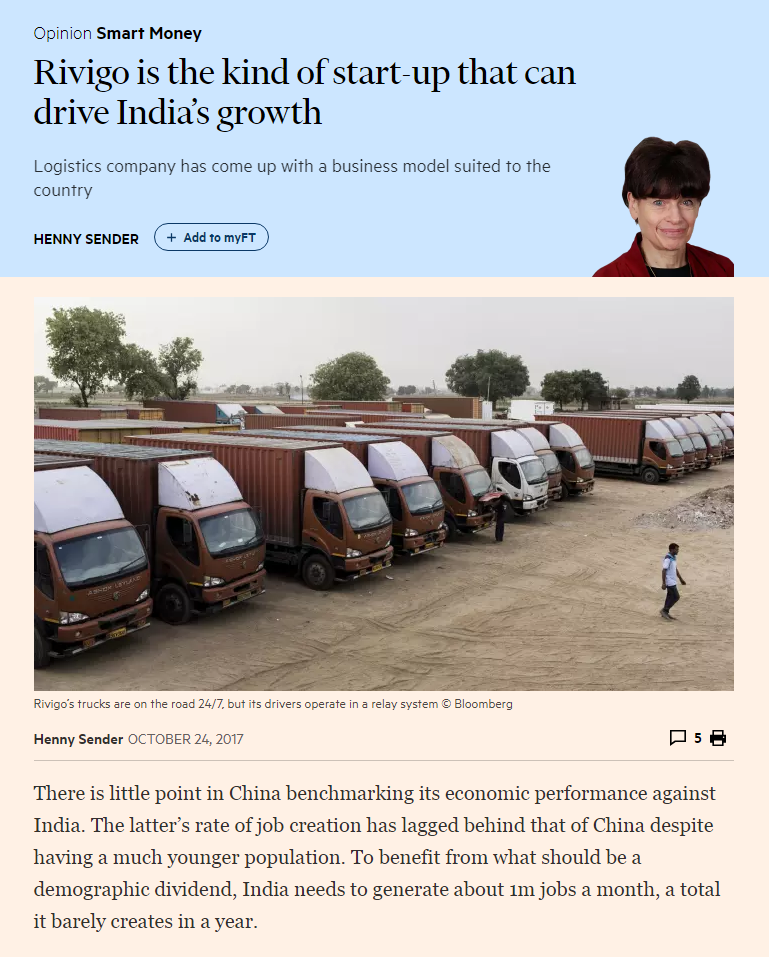 Opinion Smart Money
Rivigo is the kind of start-up that can
drive India's growth
Logistics company has come up with a business model suited to the
country
HENNY SENDER
+ Add to myFT
ASHOK LEYLAND
Rivigo's trucks are on the road 24/7, but its drivers operate in a relay system © Bloomberg
Henny Sender OCTOBER 24, 2017
5
There is little point in China benchmarking its economic performance against
India. The latter's rate of job creation has lagged behind that of China despite
having a much younger population. To benefit from what should be a
demographic dividend, India needs to generate about 1m jobs a month, a total
it barely creates in a year.